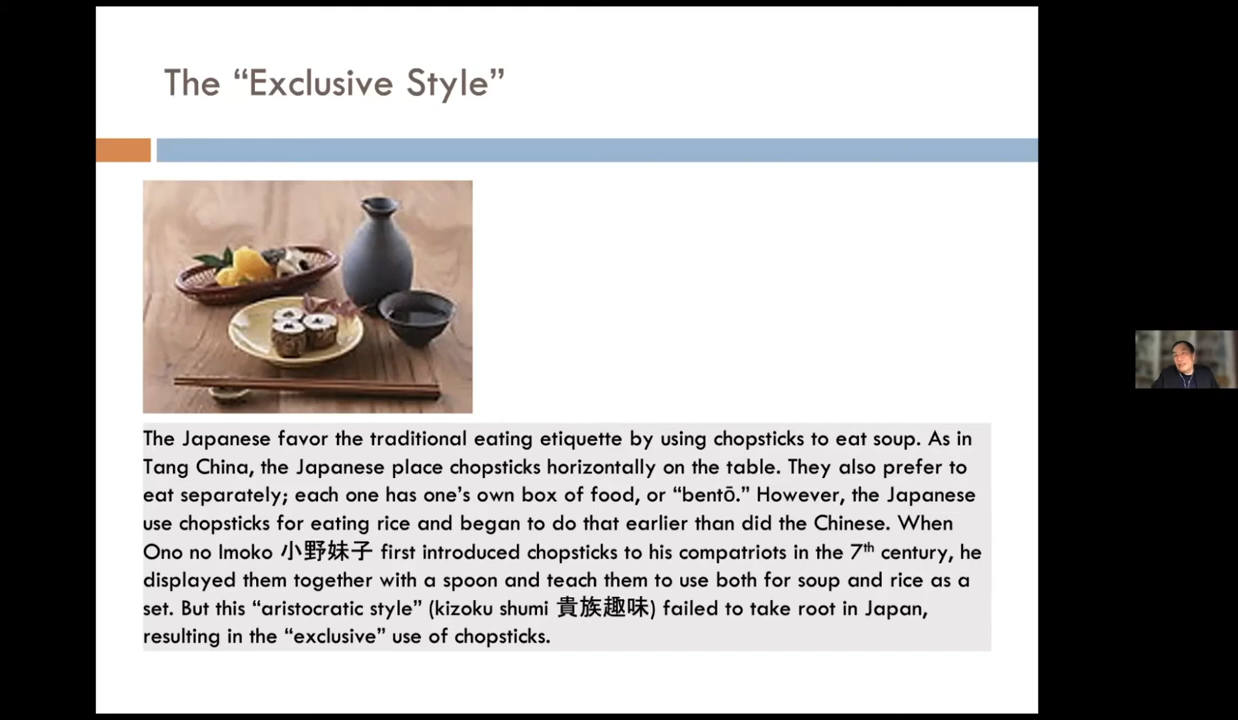 The “Exclusive Style”
The Japanese favor the traditional eating etiquette by using chopsticks to eat soup. As in
Tang China, the Japanese place chopsticks horizontally on the table. They also prefer to
eat separately; each one has one’s own box of food, or “bentō.” However, the Japanese
use chopsticks for eating rice and began to do that earlier than did the Chinese. When
Ono no Imoko 小野妹子 first introduced chopsticks to his compatriots in the 7th century, he
displayed them together with a spoon and teach them to use both for soup and rice as a
set. But this “aristocratic style” (kizoku shumi 貴族趣味) failed to take root in Japan,
resulting in the “exclusive” use of chopsticks.